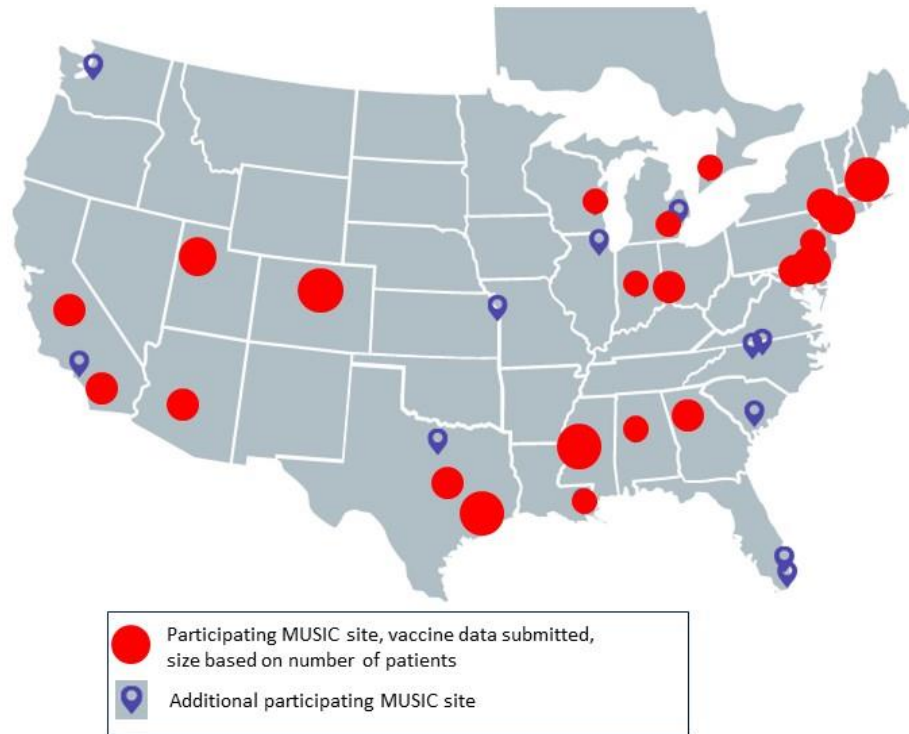 Participating MUSIC site, vaccine data submitted,
size based on number of patients
Additional participating MUSIC site